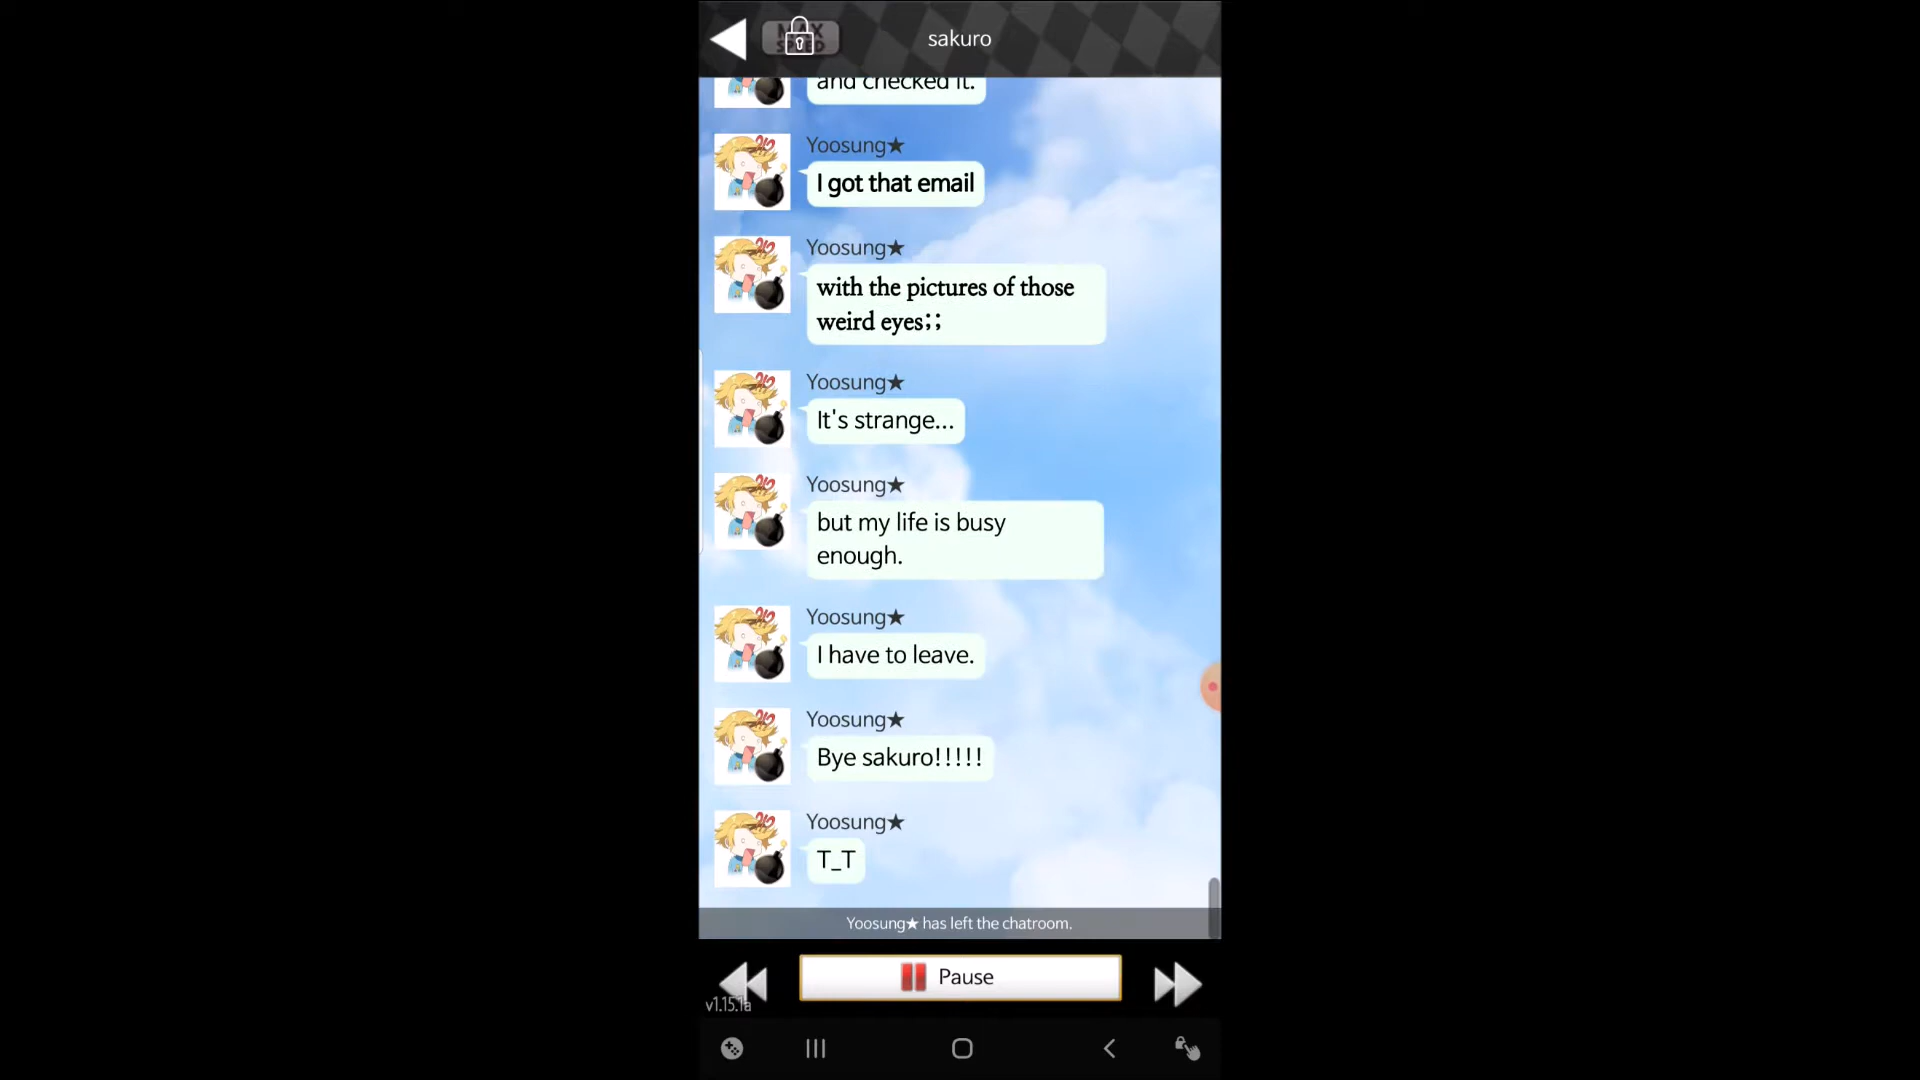 MAX
SPEED
sakuro
and checked it.
Yoosung★
I got that email
Yoosung★
with the pictures of those
weird eyes;;
Yoosung★
It's strange...
Yoosung★
but my life is busy
enough.
Yoosung★
I have to leave.
Yoosung★
Bye sakuro!!!!!
Yoosung★
T_T
Yoosung★ has left the chatroom.
Pause
v1.15.1a